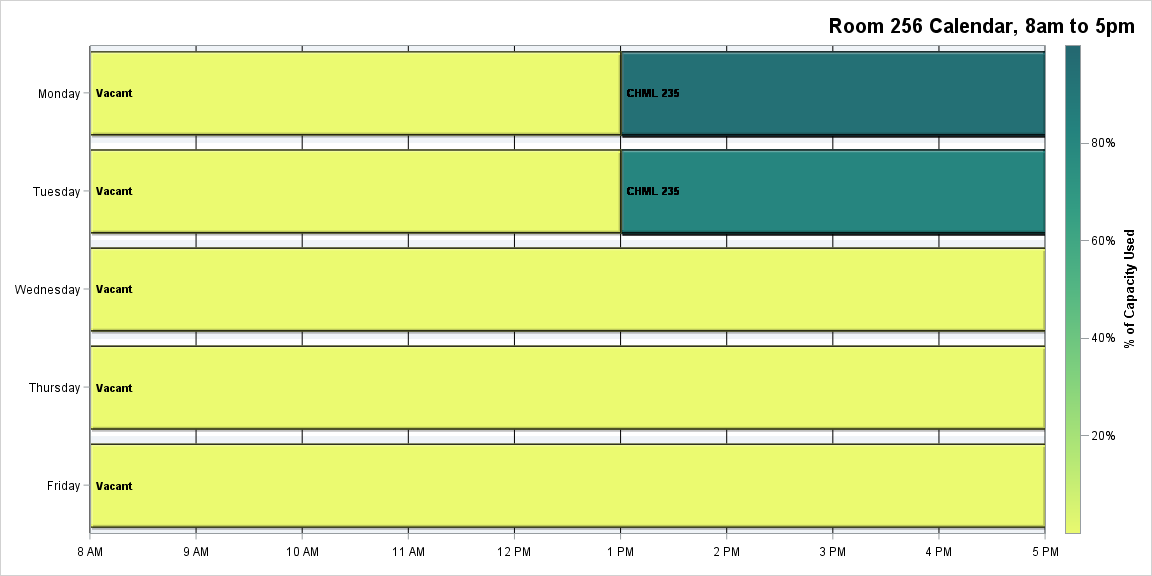 Room 256 Calendar, 8am to 5pm
Monday
Vacant
CHML 235
Tuesday
Vacant
CHML 235
Wednesday
Vacant
Thursday
Vacant
Friday
Vacant
8 AM
9 AM
10 AM
11 AM
12 PM
1 PM
2 PM
3 PM
4 PM
5 PM
80%
60%
40%
20%
% of Capacity Used